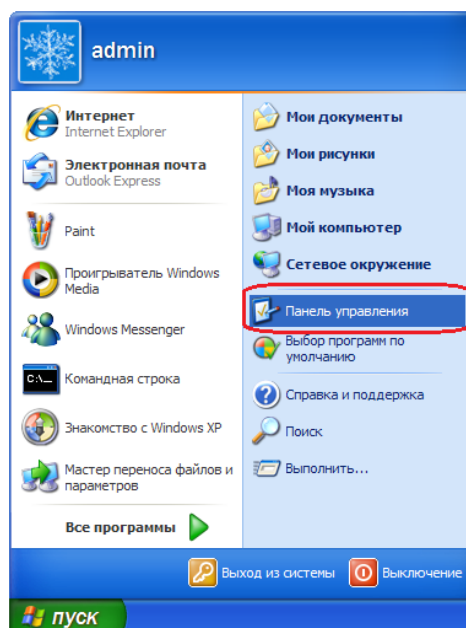 admin
Интернет
Internet Explorer
Электронная почта
Outlook Express
Paint
Проигрыватель Windows
Media
Windows Messenger
C:\_
Командная строка
Знакомство с Windows XP
Мастер переноса файлов и
параметров
Все программы
Мои документы
Мои рисунки
Моя музыка
Мой компьютер
Сетевое окружение
Панель управления
Выбор программ по
умолчанию
Справка и поддержка
Поиск
Выполнить...
Выход из системы
Выключение
пуск